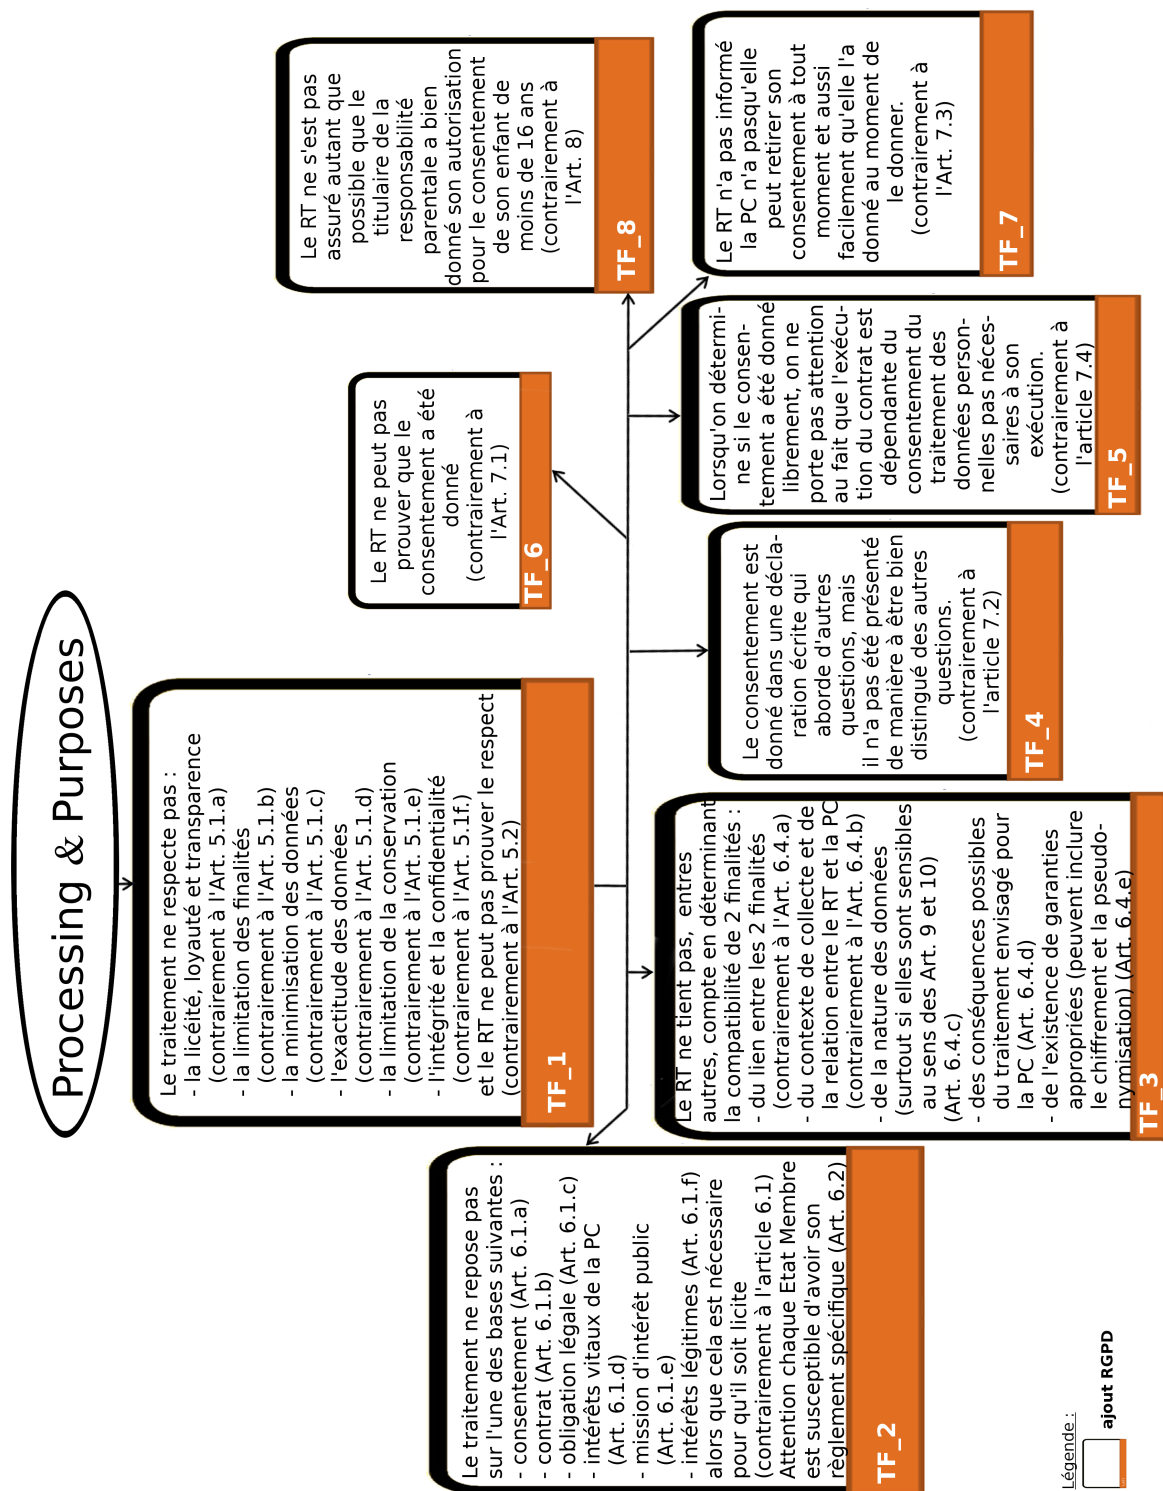 Processing & Purposes
Le traitement ne respecte pas :
- la licéité, loyauté et transparence
(contrairement à l'Art. 5.1.a)
- la limitation des finalités
(contrairement à l'Art. 5.1.b)
- la minimisation des données
(contrairement à l'Art. 5.1.c)
- l'exactitude des données
(contrairement à l'Art. 5.1.d)
- la limitation de la conservation
(contrairement à l'Art. 5.1.e)
- l'intégrité et la confidentialité
(contrairement à l'Art. 5.1f.)
et le RT ne peut pas prouver le respect
(contrairement à l'Art. 5.2)
TF_1
Le traitement ne repose pas
sur l'une des bases suivantes :
- consentement (Art. 6.1.a)
- contrat (Art. 6.1.b)
- obligation légale (Art. 6.1.c)
- intérêts vitaux de la PC
(Art. 6.1.d)
- mission d'intérêt public
(Art. 6.1.e)
- intérêts légitimes (Art. 6.1.f)
alors que cela est nécessaire
pour qu'il soit licite
(contrairement à l'article 6.1)
Attention chaque Etat Membre
est susceptible d'avoir son
règlement spécifique (Art. 6.2)
TF_2
Le RT ne tient pas, entres
autres, compte en déterminant
la compatibilité de 2 finalités :
- du lien entre les 2 finalités
(contrairement à l'Art. 6.4.a)
- du contexte de collecte et de
la relation entre le RT et la PC
(contrairement à l'Art. 6.4.b)
- de la nature des données
(surtout si elles sont sensibles
au sens des Art. 9 et 10)
(Art. 6.4.c)
- des conséquences possibles
du traitement envisagé pour
la PC (Art. 6.4.d)
- de l'existence de garanties
appropriées (peuvent inclure
le chiffrement et la pseudo-
nymisation) (Art. 6.4.e)
TF_3
Le consentement est
donné dans une décla-
ration écrite qui
aborde d'autres
questions, mais
il n'a pas été présenté
de manière à être bien
distingué des autres
questions.
(contrairement à
l'article 7.2)
TF_4
Lorsqu'on détermi-
ne si le consen-
tement a été donné
librement, on ne
porte pas attention
au fait que l'exécu-
tion du contrat est
dépendante du
consentement du
traitement des
données person-
nelles pas néces-
saires à son
exécution.
(contrairement à
l'article 7.4)
TF_5
Le RT ne peut pas
prouver que le
consentement a été
donné
(contrairement à
l'Art. 7.1)
TF_6
Le RT n'a pas informé
la PC n'a pasqu'elle
peut retirer son
consentement à tout
moment et aussi
facilement qu'elle l'a
donné au moment de
le donner.
(contrairement à
l'Art. 7.3)
TF_7
Le RT ne s'est pas
assuré autant que
possible que le
titulaire de la
responsabilité
parentale a bien
donné son autorisation
pour le consentement
de son enfant de
moins de 16 ans
(contrairement à
l'Art. 8)
TF_8
Légende :
ajout RGPD